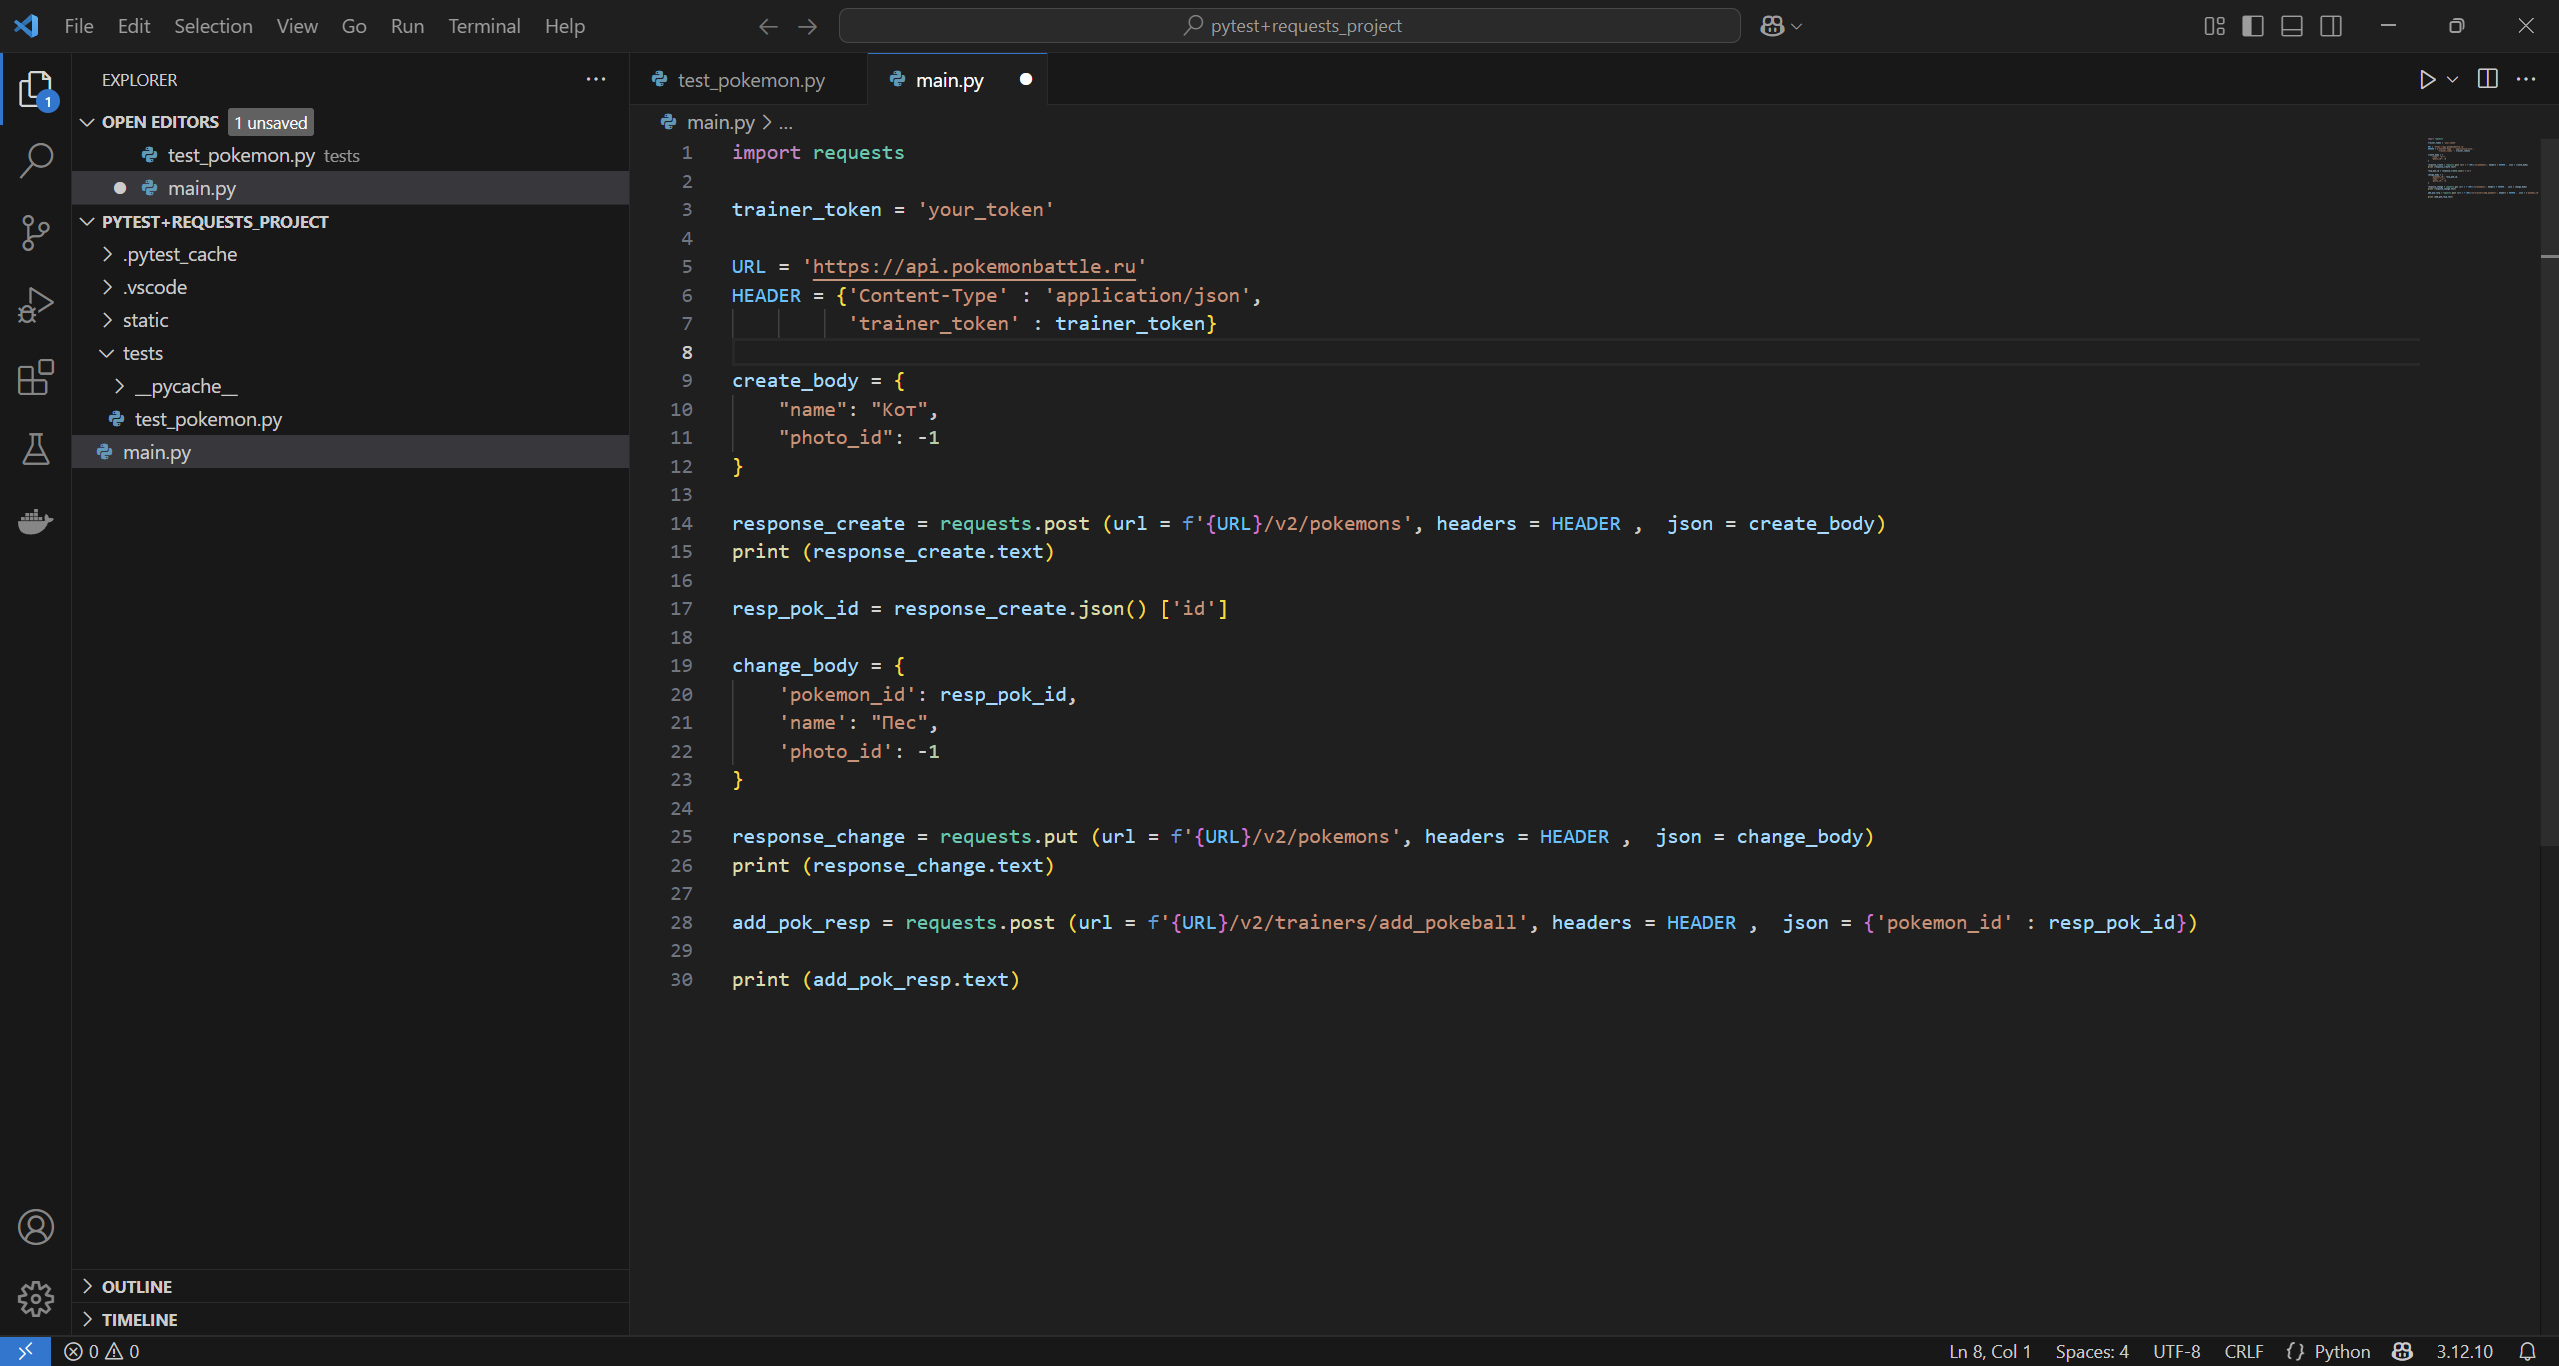 File Edit Selection View Go Run Terminal Help
pytest+requests_project
EXPLORER
1
OPEN EDITORS 1 unsaved
test_pokemon.py tests
main.py
PYTEST+REQUESTS_PROJECT
.pytest_cache
.vscode
static
tests
__pycache__
test_pokemon.py
main.py
OUTLINE
TIMELINE
test_pokemon.py
main.py
main.py > ...
1 import requests
2
3 trainer_token = 'your_token'
4
5 URL = 'https://api.pokemonbattle.ru'
6 HEADER = {'Content-Type' : 'application/json',
7 'trainer_token' : trainer_token}
8
9 create_body = {
10 "name": "Кот",
11 "photo_id": -1
12 }
13
14 response_create = requests.post (url = f'{URL}/v2/pokemons', headers = HEADER , json = create_body)
15 print (response_create.text)
16
17 resp_pok_id = response_create.json() ['id']
18
19 change_body = {
20 'pokemon_id': resp_pok_id,
21 'name': "Пес",
22 'photo_id': -1
23 }
24
25 response_change = requests.put (url = f'{URL}/v2/pokemons', headers = HEADER , json = change_body)
26 print (response_change.text)
27
28 add_pok_resp = requests.post (url = f'{URL}/v2/trainers/add_pokeball', headers = HEADER , json = {'pokemon_id' : resp_pok_id})
29
30 print (add_pok_resp.text)
0 0
Ln 8, Col 1 Spaces: 4 UTF-8 CRLF {} Python 3.12.10